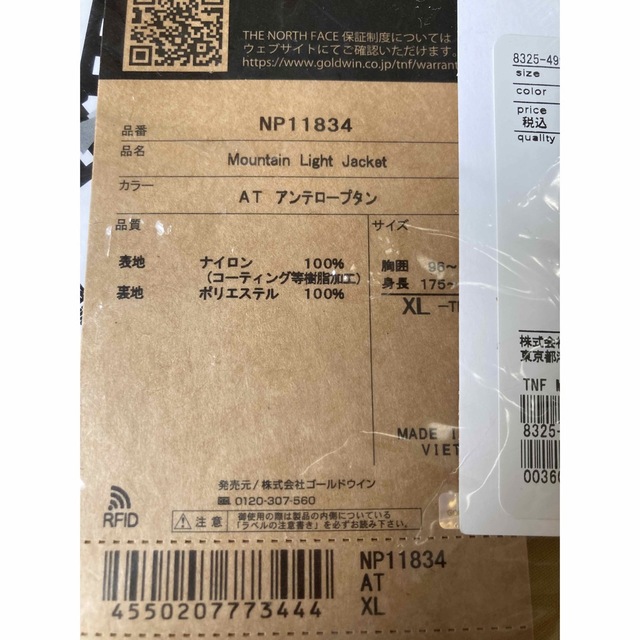 THE NORTH FACE 保証制度については
ウェブサイトにてご確認いただけます。
https://www.goldwin.co.jp/tnf/warrant
品番 NP11834
品名 Mountain Light Jacket
カラー AT アンテロープタン
品質
表地 ナイロン 100%
(コーティング等樹脂加工)
裏地 ポリエステル 100%
サイズ
胸囲 96~
身長 175~
XL
MADE
VIET
発売元/株式会社ゴールドウイン
0120-307-560
RFID
注意 御使用の際は製品の内側についている
「ラベルの注意書き」を必ずお読み下さい。
4550207773444
NP11834
AT
XL
8325-49
size
color
price
税込
quality
株式会社
東京都
TNF M
8325-
0036